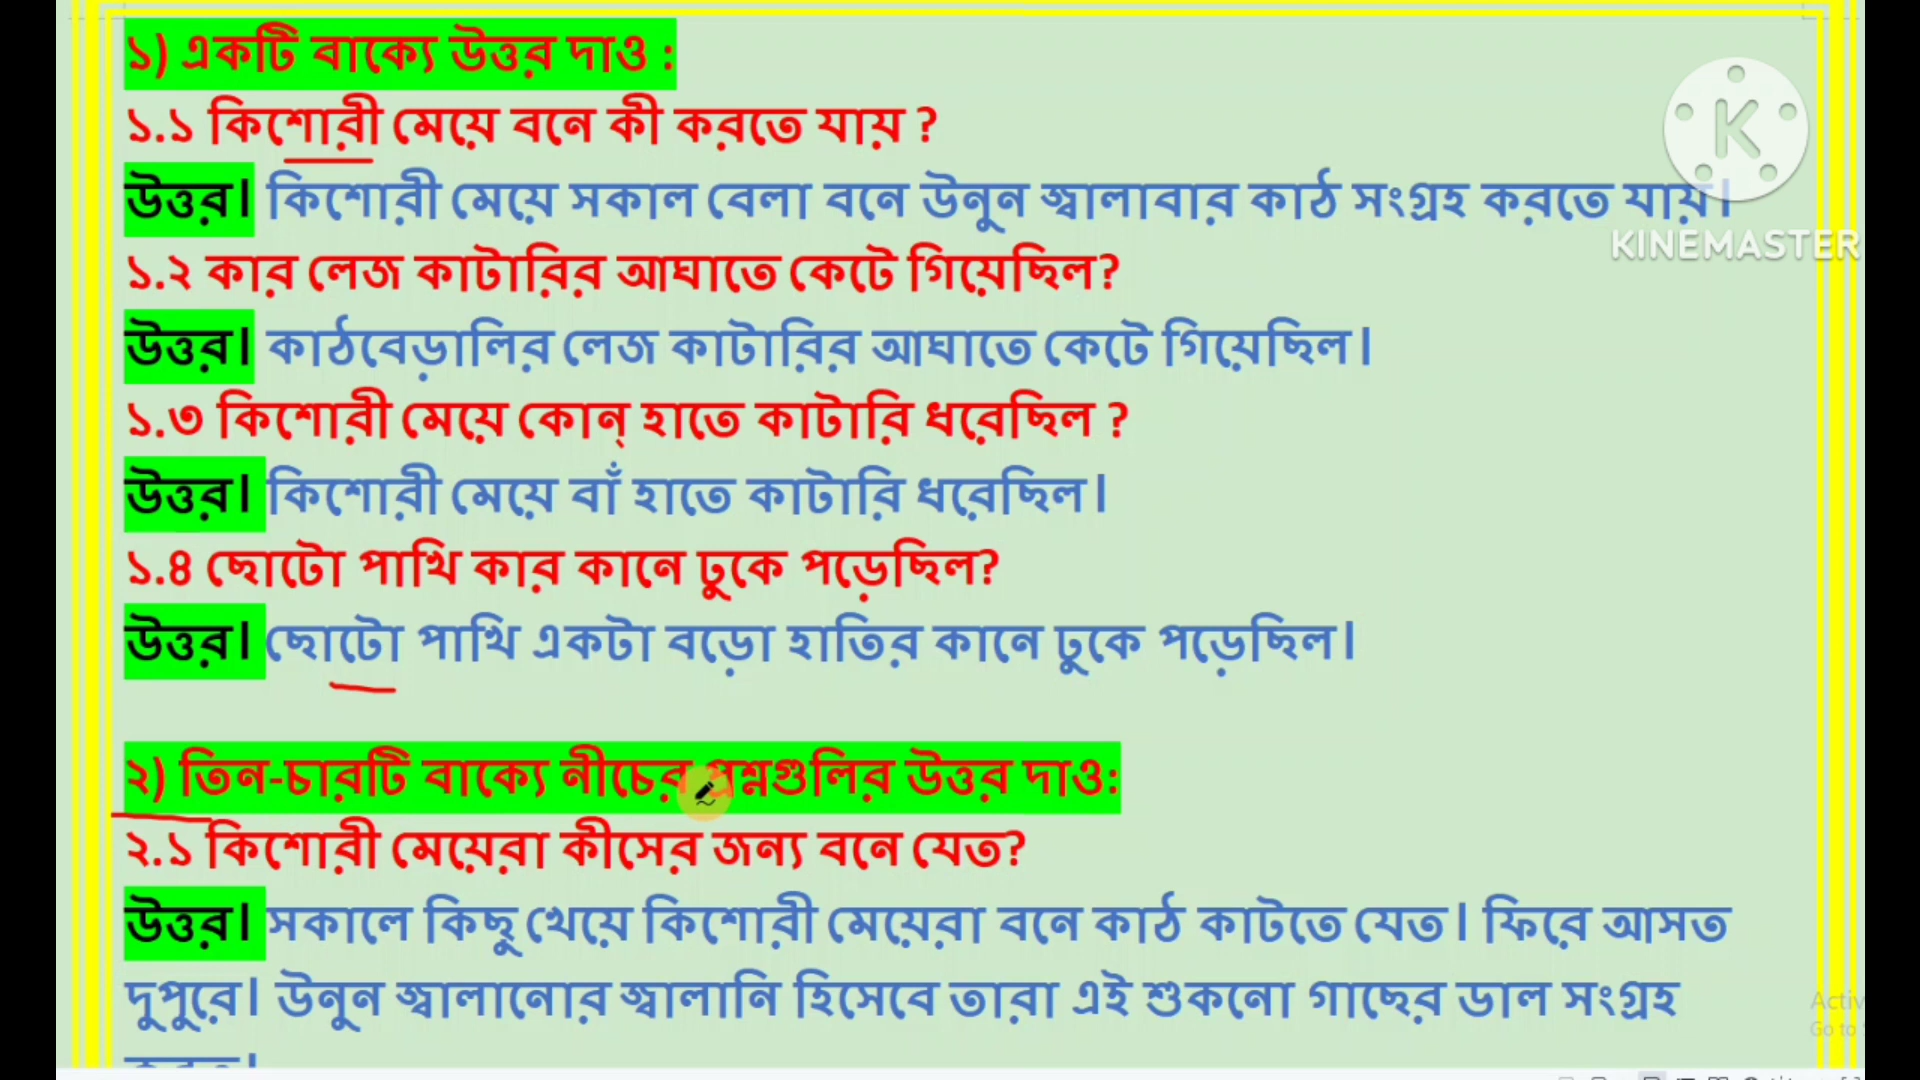 ১) একটি বাক্যে উত্তর দাও :
১.১ কিশোরী মেয়ে বনে কী করতে যায় ?
উত্তর। কিশোরী মেয়ে সকাল বেলা বনে উনুন জ্বালাবার কাঠ সংগ্রহ করতে যায়।
KINEMASTER
১.২ কার লেজ কাটারির আঘাতে কেটে গিয়েছিল?
উত্তর। কাঠবেড়ালির লেজ কাটারির আঘাতে কেটে গিয়েছিল।
১.৩ কিশোরী মেয়ে কোন্ হাতে কাটারি ধরেছিল ?
উত্তর। কিশোরী মেয়ে বাঁ হাতে কাটারি ধরেছিল।
১.৪ ছোটো পাখি কার কানে ঢুকে পড়েছিল?
উত্তর। ছোটো পাখি একটা বড়ো হাতির কানে ঢুকে পড়েছিল।
২) তিন-চারটি বাক্যে নীচের প্রশ্নগুলির উত্তর দাও:
২.১ কিশোরী মেয়েরা কীসের জন্য বনে যেত?
উত্তর। সকালে কিছু খেয়ে কিশোরী মেয়েরা বনে কাঠ কাটতে যেত। ফিরে আসত
দুপুরে। উনুন জ্বালানোর জ্বালানি হিসেবে তারা এই শুকনো গাছের ডাল সংগ্রহ
Go to